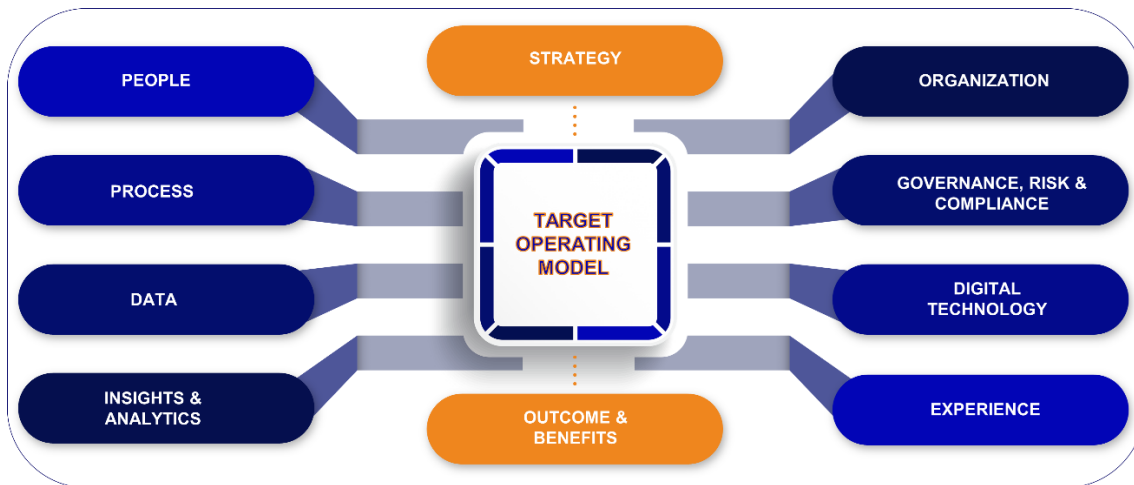 PEOPLE
STRATEGY
ORGANIZATION
PROCESS
GOVERNANCE, RISK &
COMPLIANCE
TARGET
OPERATING
MODEL
DATA
DIGITAL
TECHNOLOGY
INSIGHTS &
ANALYTICS
OUTCOME &
BENEFITS
EXPERIENCE